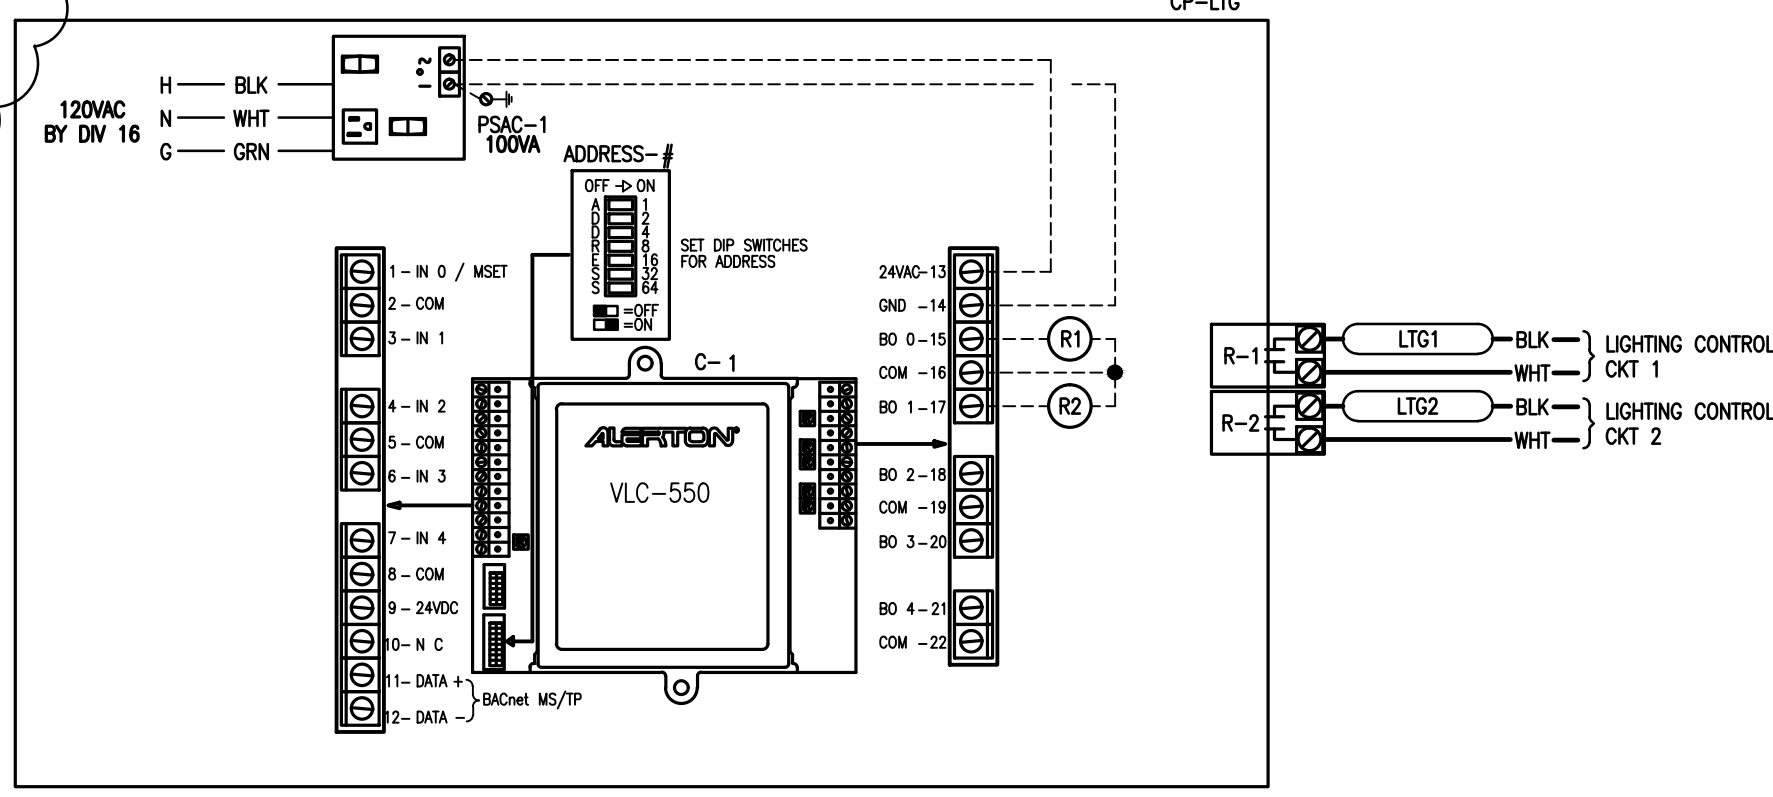 CP-LTG
120VAC
BY DIV 16
H BLK
N WHT
G GRN
PSAC-1
100VA
ADDRESS-#
OFF ON
A 1
D 2
D 4
R 8
E 16
S 32
S 64
=OFF
=ON
SET DIP SWITCHES
FOR ADDRESS
1- IN 0 / MSET
2- COM
3- IN 1
4- IN 2
5- COM
6- IN 3
7- IN 4
8- COM
9- 24VDC
10- N C
11- DATA +
12- DATA -
BACnet MS/TP
C-1
ALERTON®
VLC-550
24VAC-13
GND -14
BO 0-15
COM -16
BO 1-17
BO 2-18
COM -19
BO 3-20
BO 4-21
COM -22
R1
R2
R-1
LTG1
BLK
WHT
LIGHTING CONTROL
CKT 1
R-2
LTG2
BLK
WHT
LIGHTING CONTROL
CKT 2